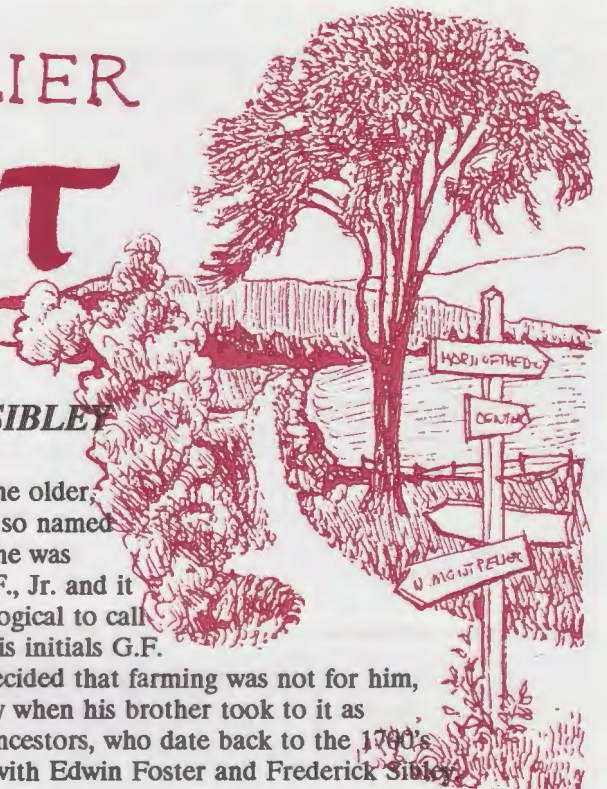 LIER
T
SIBLEY
he older,
so named
he was
F., Jr. and it
logical to call
is initials G.F.
ecided that farming was not for him,
y when his brother took to it as
ncestors, who date back to the 1700's
with Edwin Foster and Frederick Sibley.
HORN OF THE
CENTER
N. MONTPELIER